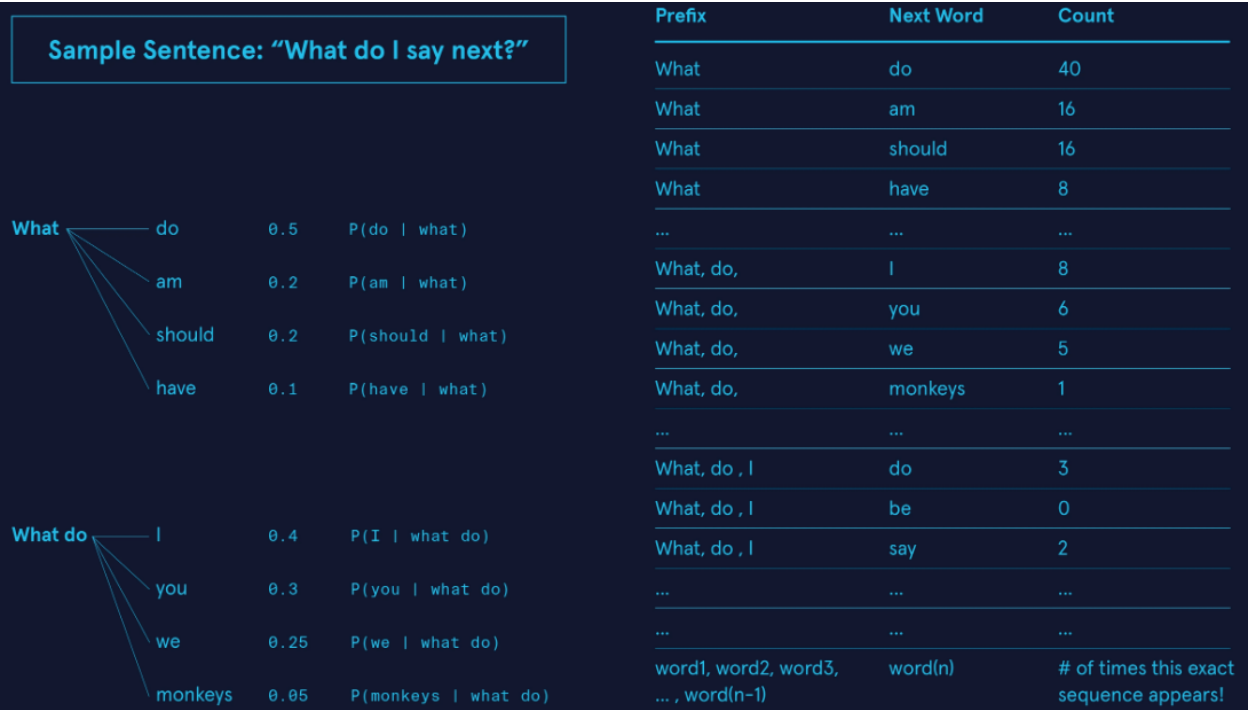 Sample Sentence: “What do I say next?”
What do 0.5 P(do | what)
am 0.2 P(am | what)
should 0.2 P(should | what)
have 0.1 P(have | what)
What do I 0.4 P(I | what do)
you 0.3 P(you | what do)
we 0.25 P(we | what do)
monkeys 0.05 P(monkeys | what do)
Prefix Next Word Count
What do 40
What am 16
What should 16
What have 8
... ... ...
What, do, I 8
What, do, you 6
What, do, we 5
What, do, monkeys 1
... ... ...
What, do , I do 3
What, do , I be 0
What, do , I say 2
... ... ...
... ... ...
word1, word2, word3, word(n) # of times this exact
... , word(n-1) sequence appears!